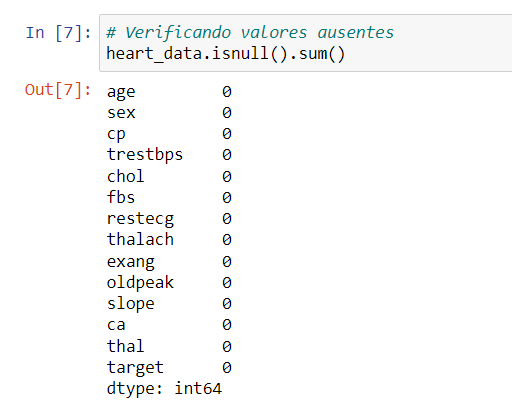 In [7]: # Verificando valores ausentes
heart_data.isnull().sum()
Out[7]: age 0
sex 0
cp 0
trestbps 0
chol 0
fbs 0
restecg 0
thalach 0
exang 0
oldpeak 0
slope 0
ca 0
thal 0
target 0
dtype: int64